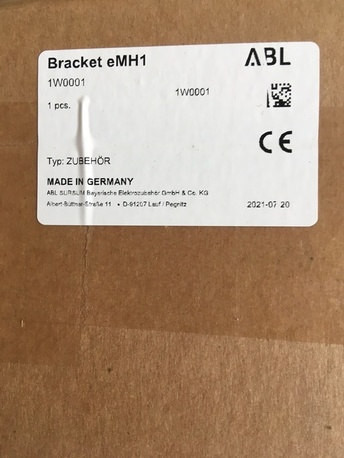 Bracket eMH1
ABL
1W0001
1W0001
1 pcs.
CE
Typ: ZUBEHÖR
MADE IN GERMANY
ABL SURSUM Bayerische Elektrozubehör GmbH & Co. KG
Albert-Büttner-Straße 11 • D-91207 Lauf / Pegnitz
2021-07-20